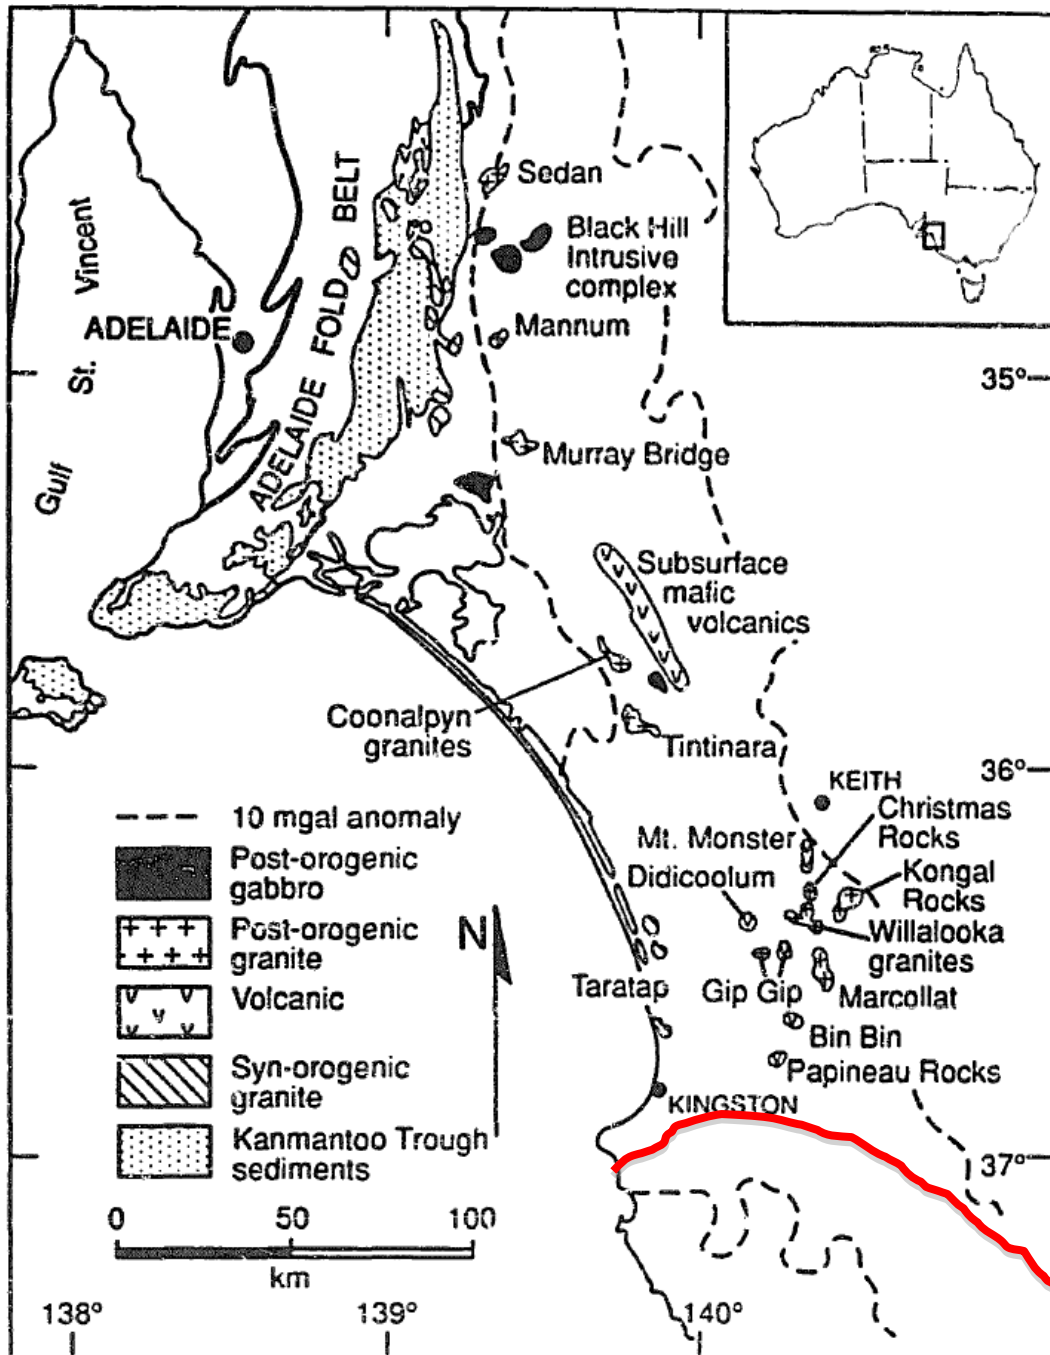 Sedan
Black Hill
Intrusive
complex
Mannum
ADELAIDE
ADELAIDE FOLD BELT
Gulf St. Vincent
35°
Murray Bridge
Subsurface
mafic
volcanics
Coonalpyn
granites
Tintinara
36°
KEITH
Christmas
Rocks
Mt. Monster
Didicoolum
Kongal
Rocks
Willalooka
granites
Taratap
Gip Gip
Marcollat
Bin Bin
Papineau Rocks
KINGSTON
37°
10 mgal anomaly
Post-orogenic
gabbro
Post-orogenic
granite
Volcanic
Syn-orogenic
granite
Kanmantoo Trough
sediments
N
0 50 100
km
138° 139° 140°